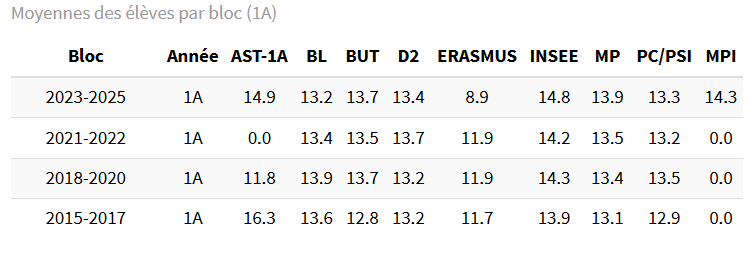 Moyennes des élèves par bloc (1A)
Bloc Année AST-1A BL BUT D2 ERASMUS INSEE MP PC/PSI MPI
2023-2025 1A 14.9 13.2 13.7 13.4 8.9 14.8 13.9 13.3 14.3
2021-2022 1A 0.0 13.4 13.5 13.7 11.9 14.2 13.5 13.2 0.0
2018-2020 1A 11.8 13.9 13.7 13.2 11.9 14.3 13.4 13.5 0.0
2015-2017 1A 16.3 13.6 12.8 13.2 11.7 13.9 13.1 12.9 0.0